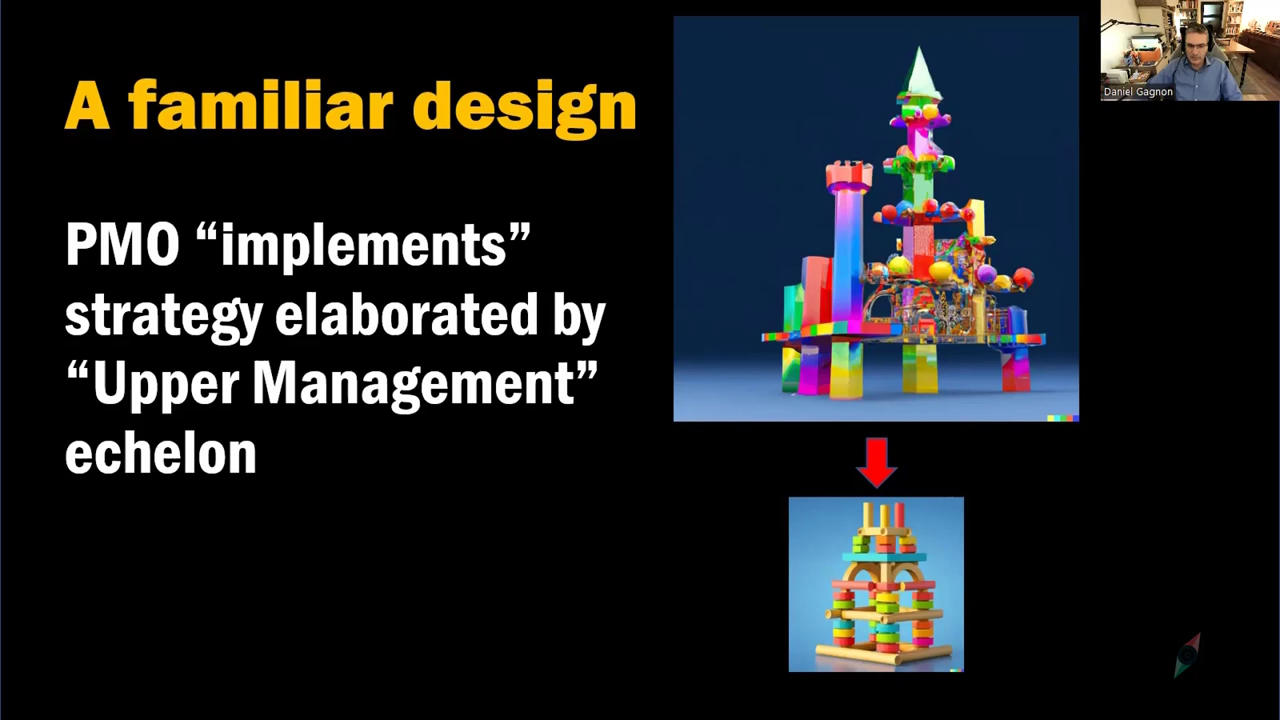 A familiar design
PMO “implements”
strategy elaborated by
“Upper Management”
echelon
Daniel Gagnon